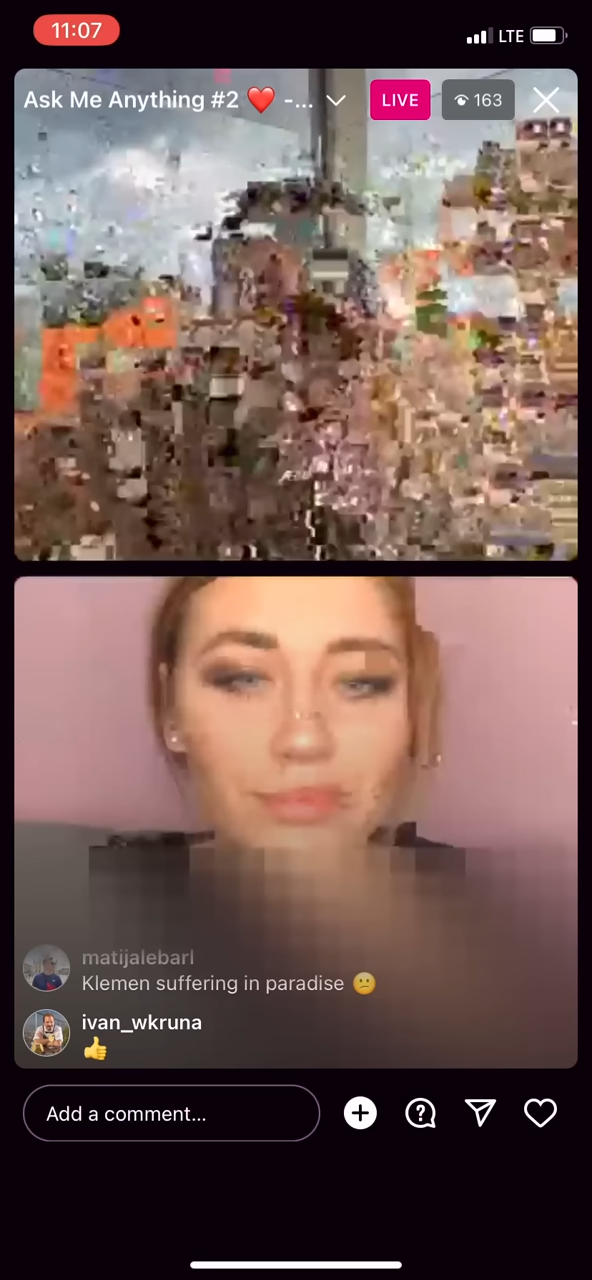 11:07
LTE
Ask Me Anything #2 ❤️ -...
LIVE
163
matijalebarl
Klemen suffering in paradise 😕
ivan_wkruna
👍
Add a comment...